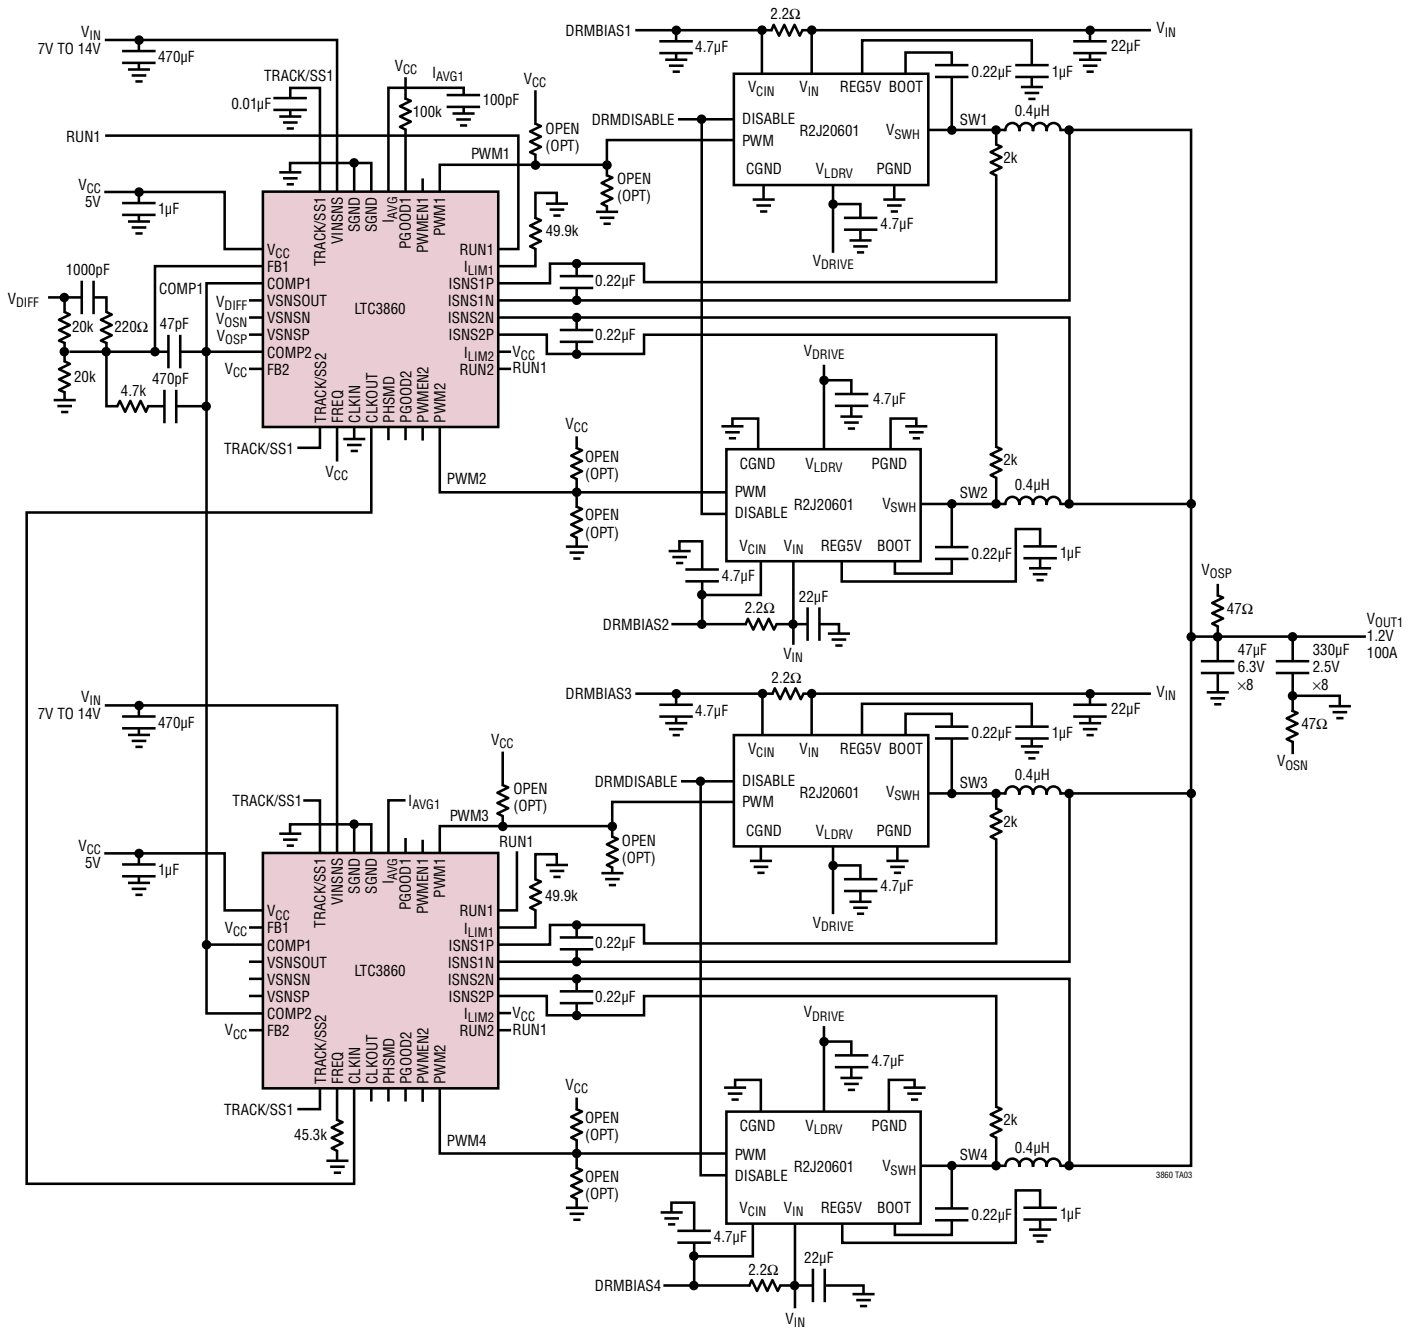 VIN
7V TO 14V
470µF
TRACK/SS1
0.01µF
RUN1
VCC
IAVG1
100k
100pF
VCC
OPEN
(OPT)
PWM1
OPEN
(OPT)
VCC
5V
1µF
49.9k
TRACK/SS1
VINSNS
SGND
SGND
IAVG
PGOOD1
PWMEN1
PWM1
VCC
FB1
COMP1
VSNSOUT
VSNSN
VSNSP
COMP2
FB2
LTC3860
RUN1
ILIM1
ISNS1P
ISNS1N
ISNS2N
ISNS2P
ILIM2
RUN2
TRACK/SS2
FREQ
CLKIN
CLKOUT
PHSMD
PGOOD2
PWMEN2
PWM2
1000pF
COMP1
VDIFF
20k
220Ω
47pF
VDIFF
VOSN
VOSP
20k
VCC
4.7k
470pF
TRACK/SS1
VCC
0.22µF
0.22µF
VCC
RUN1
VCC
OPEN
(OPT)
PWM2
OPEN
(OPT)
DRMBIAS1
2.2Ω
VIN
4.7µF
22µF
0.22µF
1µF
VCIN
VIN
REG5V
BOOT
DRMDISABLE
DISABLE
PWM
R2J20601
VSWH
SW1
0.4µH
2k
CGND
VLDRV
PGND
4.7µF
VDRIVE
VDRIVE
4.7µF
CGND
VLDRV
PGND
2k
PWM
DISABLE
R2J20601
VSWH
SW2
0.4µH
VCIN
VIN
REG5V
BOOT
0.22µF
1µF
4.7µF
22µF
DRMBIAS2
2.2Ω
VIN
VOSP
47Ω
VOUT1
1.2V
100A
47µF
6.3V
×8
330µF
2.5V
×8
47Ω
VOSN
VIN
7V TO 14V
470µF
VCC
OPEN
(OPT)
TRACK/SS1
IAVG1
PWM3
RUN1
OPEN
(OPT)
VCC
5V
1µF
49.9k
TRACK/SS1
VINSNS
SGND
SGND
IAVG
PGOOD1
PWMEN1
PWM1
VCC
FB1
COMP1
VSNSOUT
VSNSN
VSNSP
COMP2
FB2
LTC3860
RUN1
ILIM1
ISNS1P
ISNS1N
ISNS2N
ISNS2P
ILIM2
RUN2
TRACK/SS2
FREQ
CLKIN
CLKOUT
PHSMD
PGOOD2
PWMEN2
PWM2
VCC
VCC
0.22µF
0.22µF
VCC
RUN1
TRACK/SS1
45.3k
VCC
OPEN
(OPT)
PWM4
OPEN
(OPT)
DRMBIAS3
2.2Ω
VIN
4.7µF
22µF
0.22µF
1µF
VCIN
VIN
REG5V
BOOT
DRMDISABLE
DISABLE
PWM
R2J20601
VSWH
SW3
0.4µH
2k
CGND
VLDRV
PGND
4.7µF
VDRIVE
VDRIVE
4.7µF
CGND
VLDRV
PGND
2k
PWM
DISABLE
R2J20601
VSWH
SW4
0.4µH
3860 TA03
VCIN
VIN
REG5V
BOOT
0.22µF
1µF
4.7µF
22µF
DRMBIAS4
2.2Ω
VIN